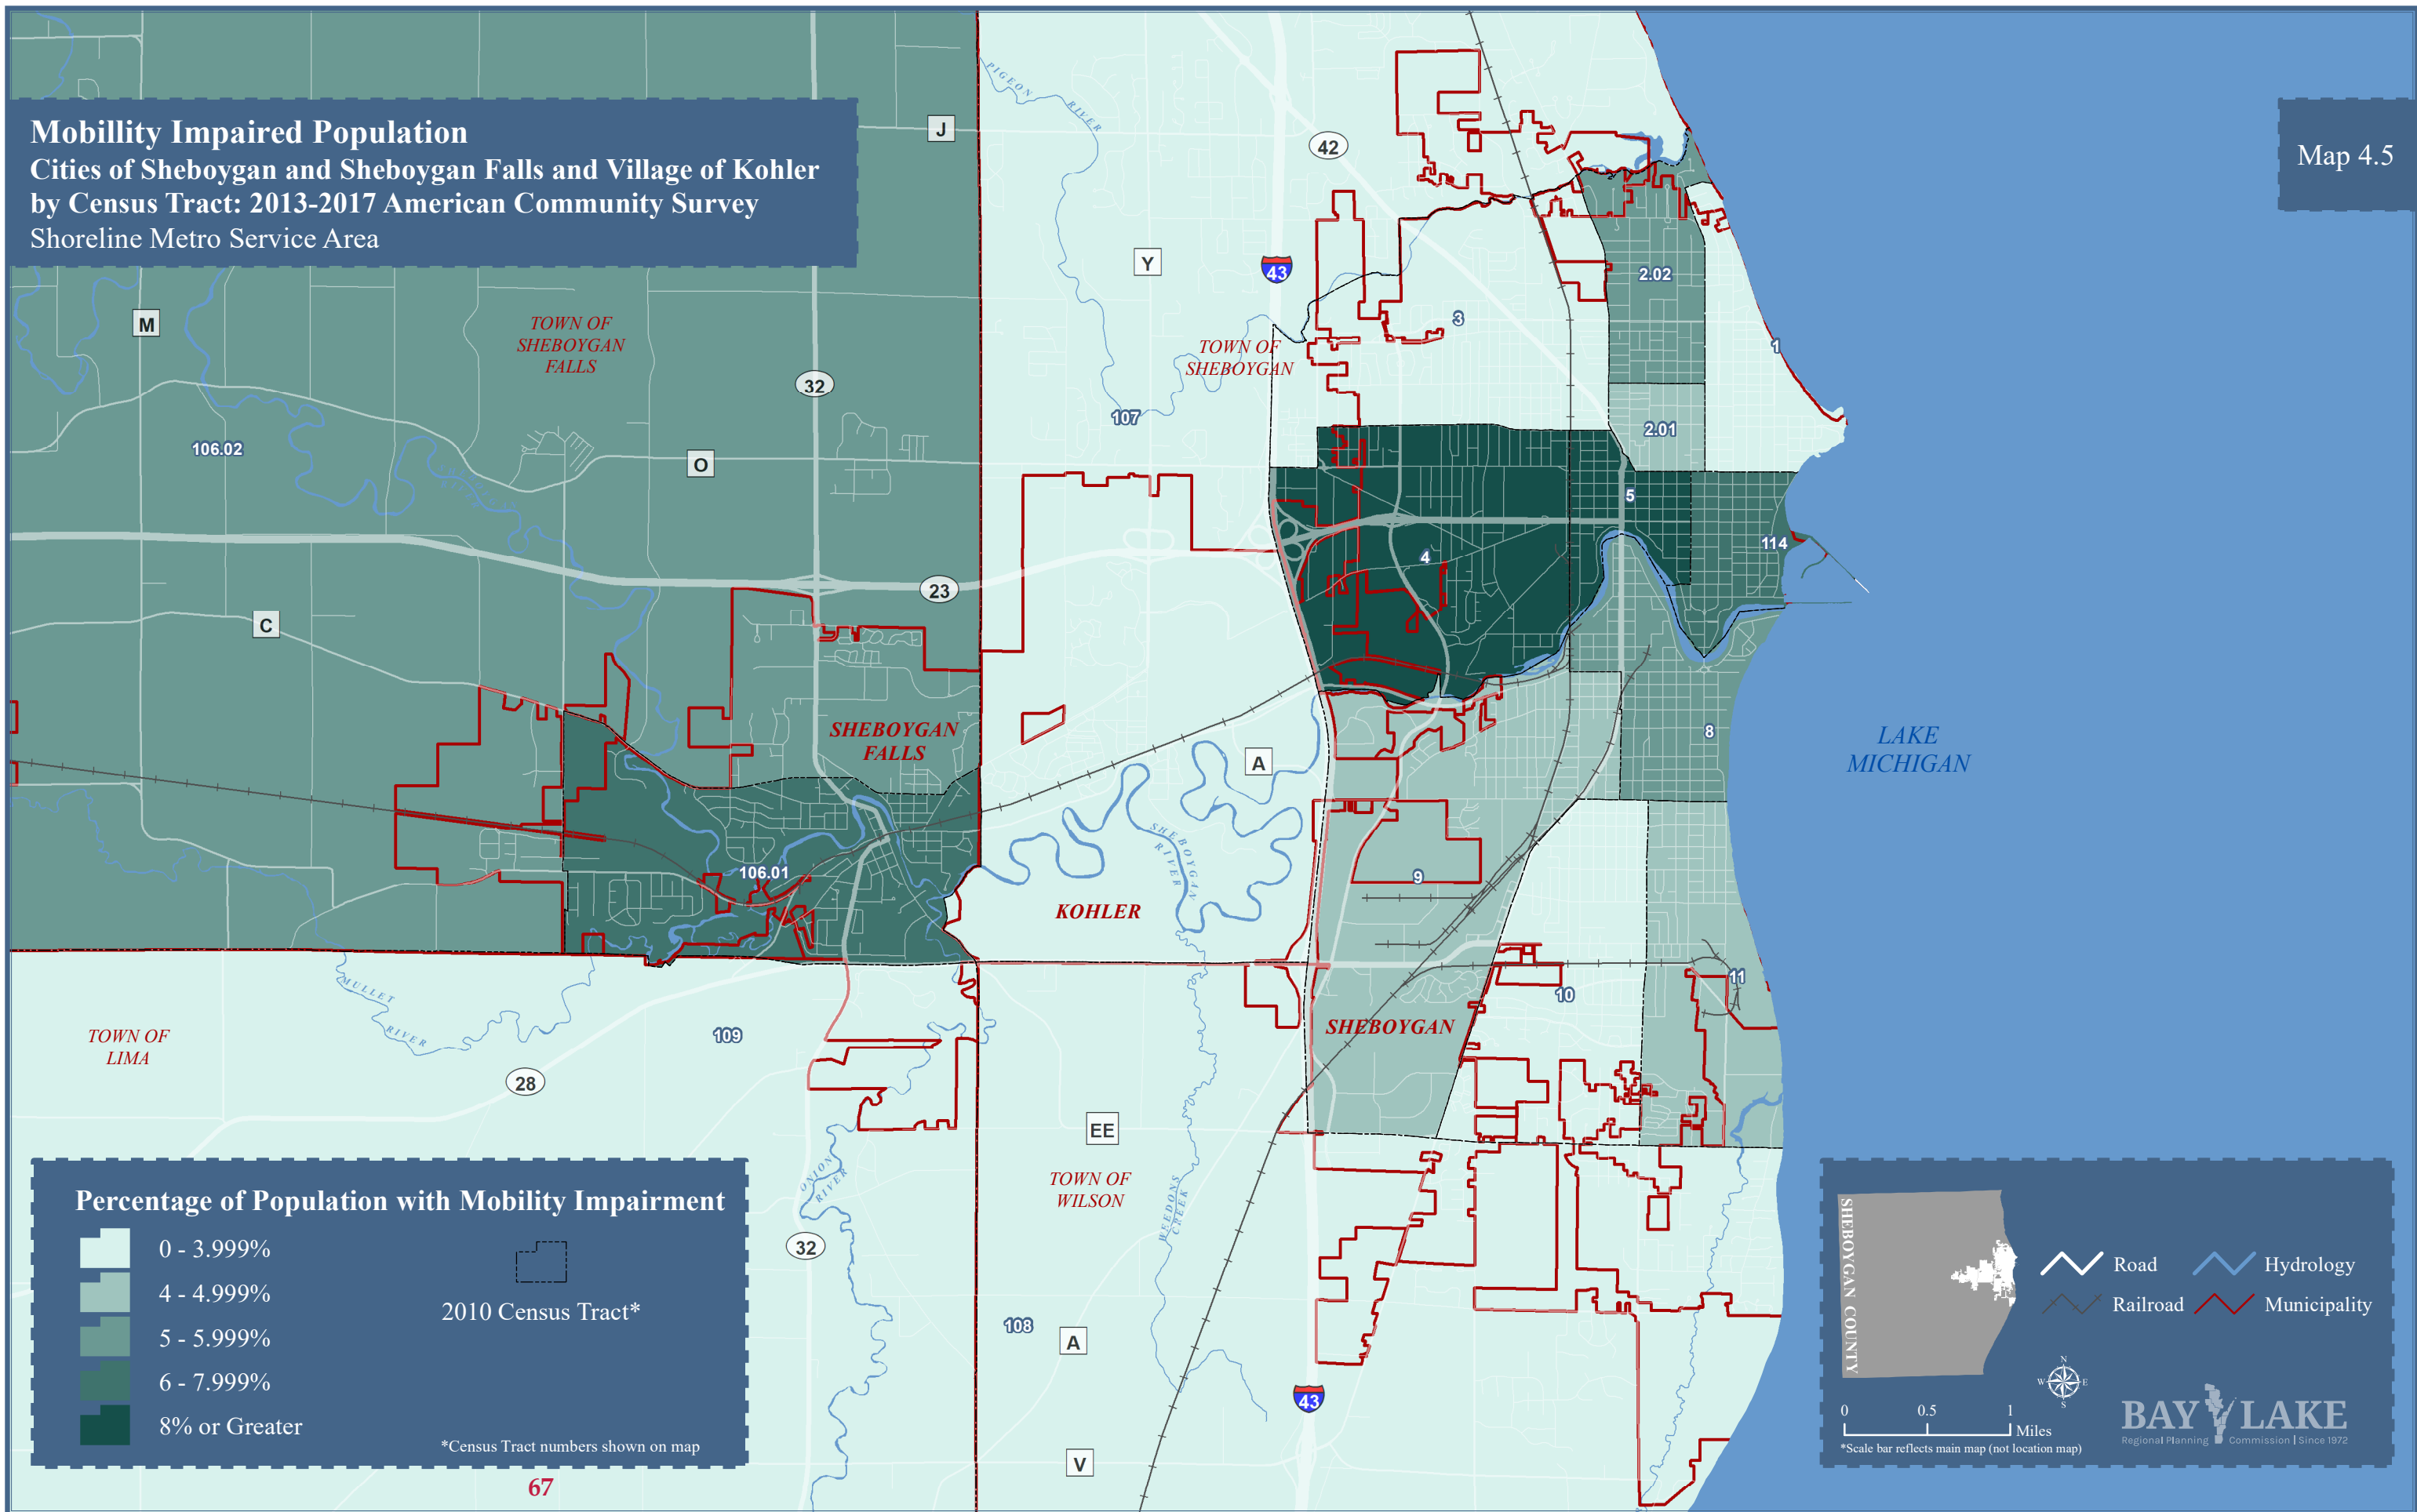 Mobillity Impaired Population
Cities of Sheboygan and Sheboygan Falls and Village of Kohler
by Census Tract: 2013-2017 American Community Survey
Shoreline Metro Service Area
Map 4.5
J
PIGEON
RIVER
42
Y
43
2.02
M
TOWN OF
SHEBOYGAN
FALLS
3
1
TOWN OF
SHEBOYGAN
32
107
2.01
106.02
O
5
114
4
23
C
SHEBOYGAN
FALLS
8
LAKE
MICHIGAN
A
SHEBOYGAN
RIVER
106.01
9
KOHLER
11
10
MULLET
RIVER
SHEBOYGAN
TOWN OF
LIMA
109
28
EE
ONION
RIVER
TOWN OF
WILSON
WEEDONS
CREEK
32
108
A
43
V
Percentage of Population with Mobility Impairment
0 - 3.999%
4 - 4.999%
5 - 5.999%
6 - 7.999%
8% or Greater
2010 Census Tract*
*Census Tract numbers shown on map
67
SHEBOYGAN COUNTY
Road
Hydrology
Railroad
Municipality
N
W
E
S
0
0.5
1
Miles
*Scale bar reflects main map (not location map)
BAY LAKE
Regional Planning Commission | Since 1972